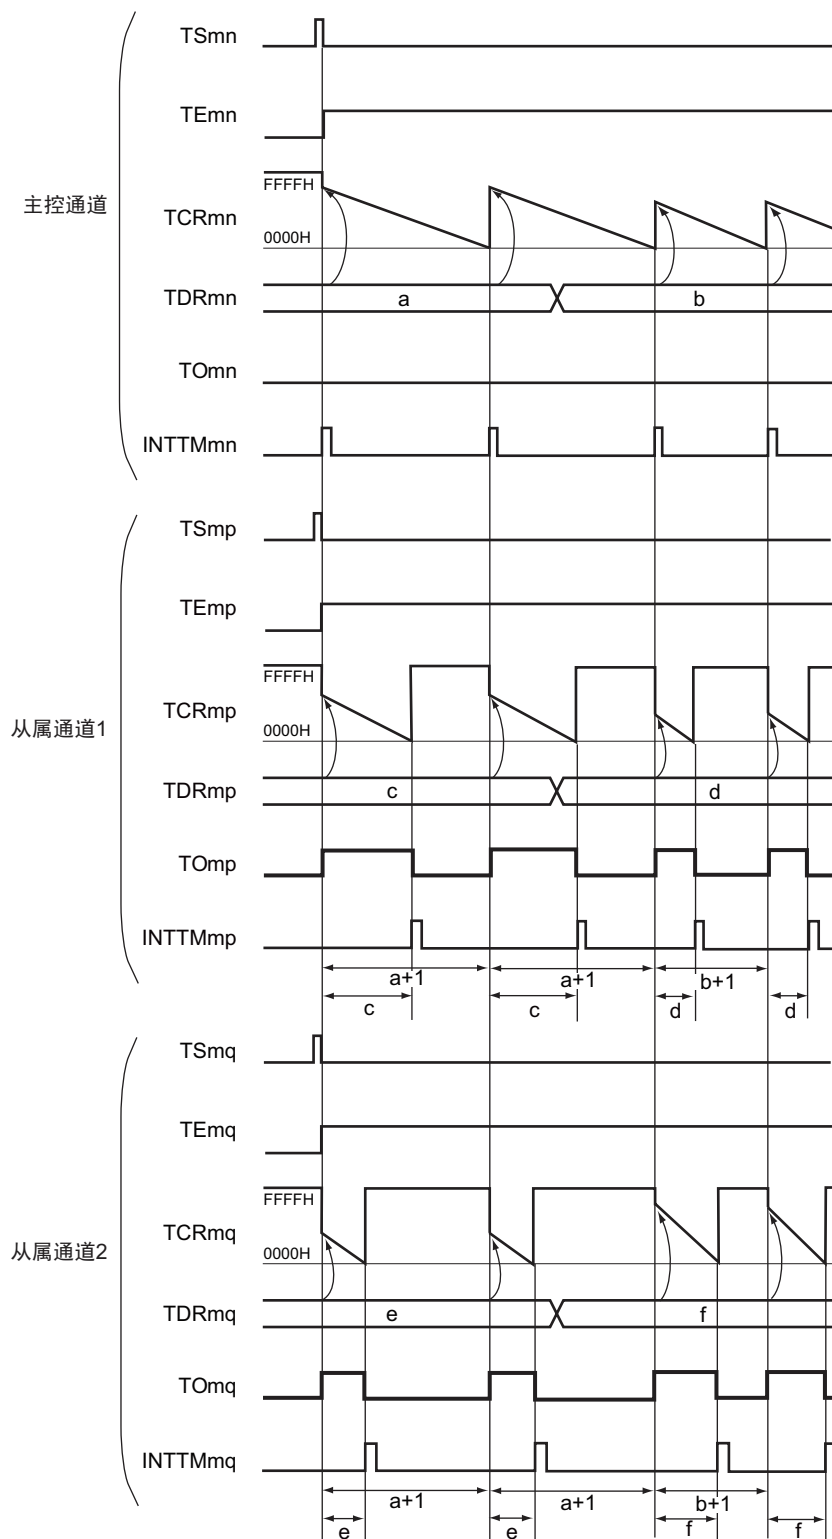 TSmn
TEmn
主控通道
FFFFH
TCRmn
0000H
TDRmn
a
b
TOmn
INTTMmn
TSmp
TEmp
FFFFH
从属通道1
TCRmp
0000H
TDRmp
c
d
TOmp
INTTMmp
a+1
a+1
b+1
c
c
d
d
TSmq
TEmq
FFFFH
从属通道2
TCRmq
0000H
TDRmq
e
f
TOmq
INTTMmq
a+1
a+1
b+1
e
e
f
f